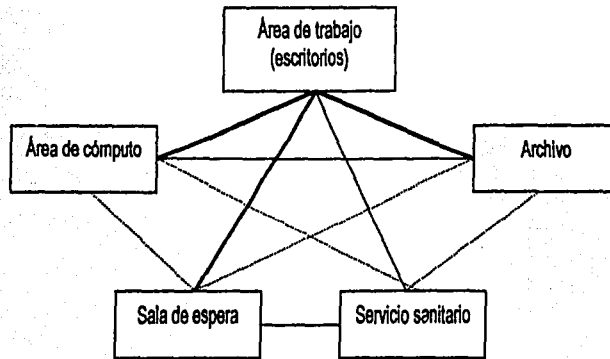 Área de trabajo
(escritorios)
Área de cómputo
Archivo
Sala de espera
Servicio sanitario